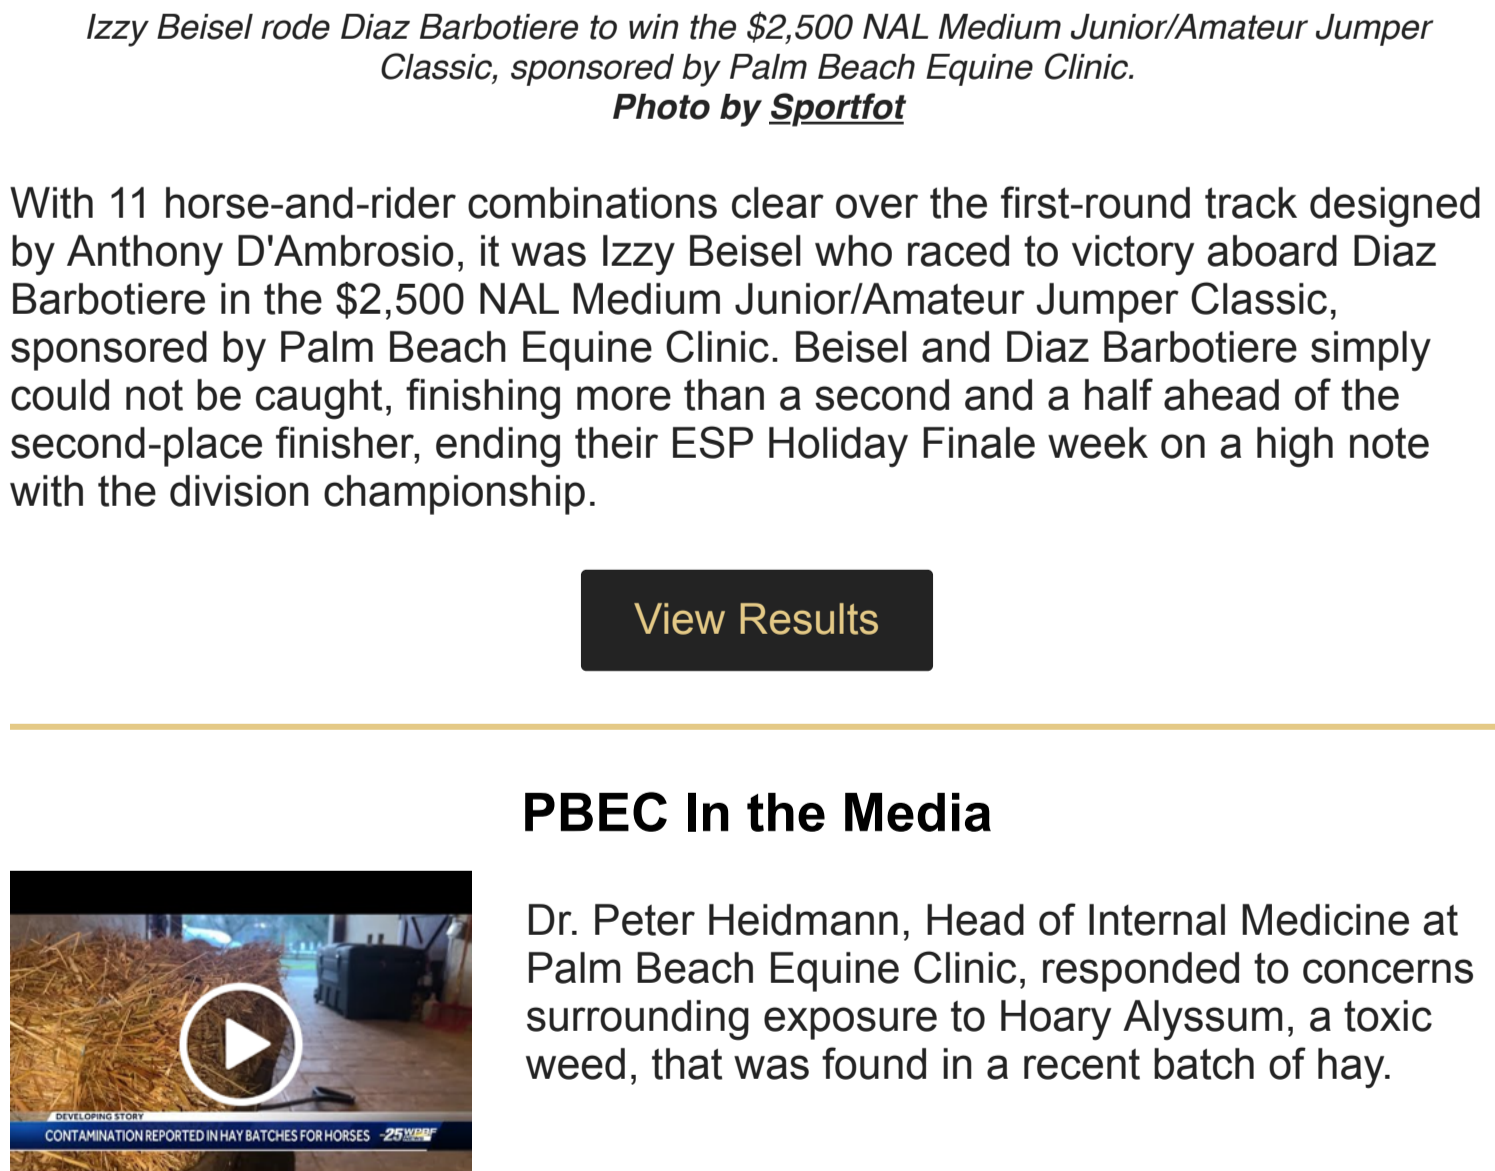 Izzy Beisel rode Diaz Barbotiere to win the $2,500 NAL Medium Junior/Amateur Jumper
Classic, sponsored by Palm Beach Equine Clinic.
Photo by Sportfot
With 11 horse-and-rider combinations clear over the first-round track designed
by Anthony D'Ambrosio, it was Izzy Beisel who raced to victory aboard Diaz
Barbotiere in the $2,500 NAL Medium Junior/Amateur Jumper Classic,
sponsored by Palm Beach Equine Clinic. Beisel and Diaz Barbotiere simply
could not be caught, finishing more than a second and a half ahead of the
second-place finisher, ending their ESP Holiday Finale week on a high note
with the division championship.
View Results
PBEC In the Media
Dr. Peter Heidmann, Head of Internal Medicine at
Palm Beach Equine Clinic, responded to concerns
surrounding exposure to Hoary Alyssum, a toxic
weed, that was found in a recent batch of hay.
DEVELOPING STORY
CONTAMINATION REPORTED IN HAY BATCHES FOR HORSES
25 WPBF